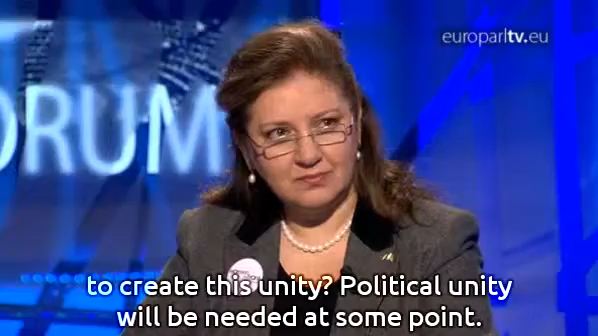 europarltv.eu
ORUM
to create this unity? Political unity
will be needed at some point.